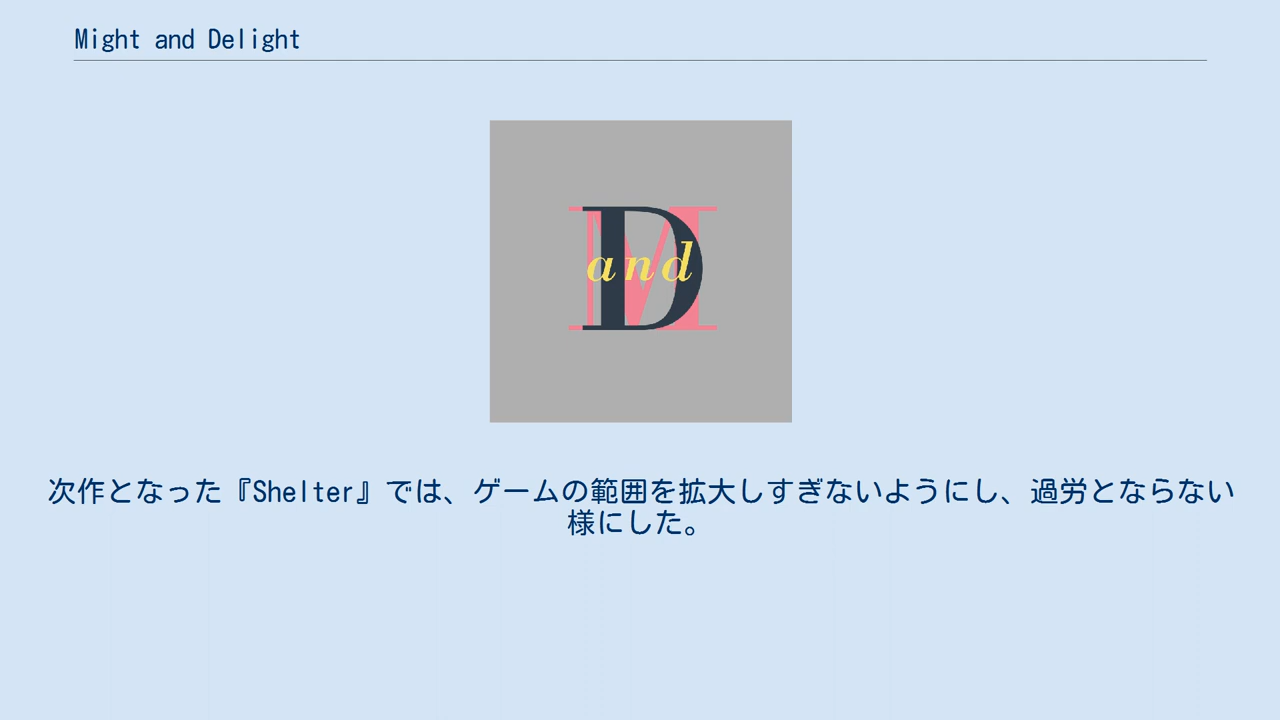 Might and Delight
D
M
and
次作となった『Shelter』では、ゲームの範囲を拡大しすぎないようにし、過労とならない
様にした。